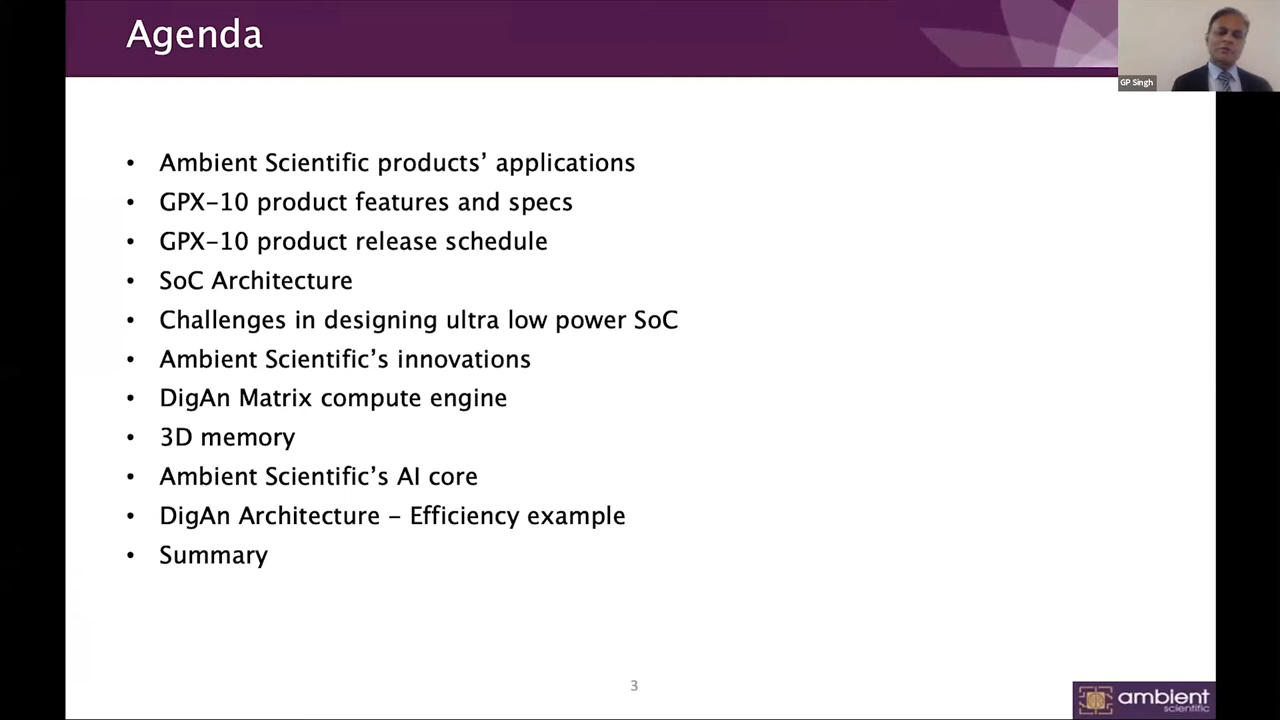 Agenda
GP Singh
• Ambient Scientific products’ applications
• GPX-10 product features and specs
• GPX-10 product release schedule
• SoC Architecture
• Challenges in designing ultra low power SoC
• Ambient Scientific’s innovations
• DigAn Matrix compute engine
• 3D memory
• Ambient Scientific’s AI core
• DigAn Architecture – Efficiency example
• Summary
3
ambient
scientific